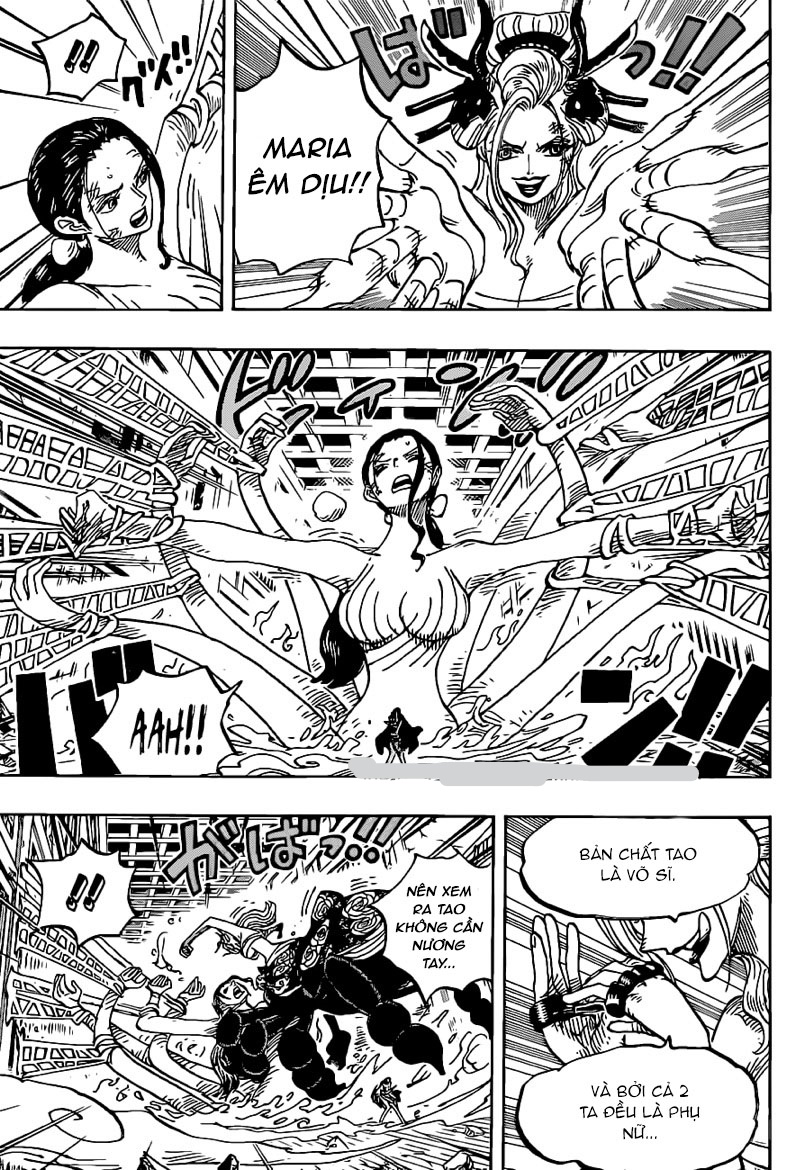 ばっ!!
MARIA
ÊM DỊU!!
!!
グイ!!
AAH!!
BẢN CHẤT TAO
LÀ VÕ SĨ.
VÀ BỞI CẢ 2
TA ĐỀU LÀ PHỤ
NỮ...
がばっ!!
NÊN XEM
RA TAO
KHÔNG CẦN
NƯƠNG
TAY...
!!